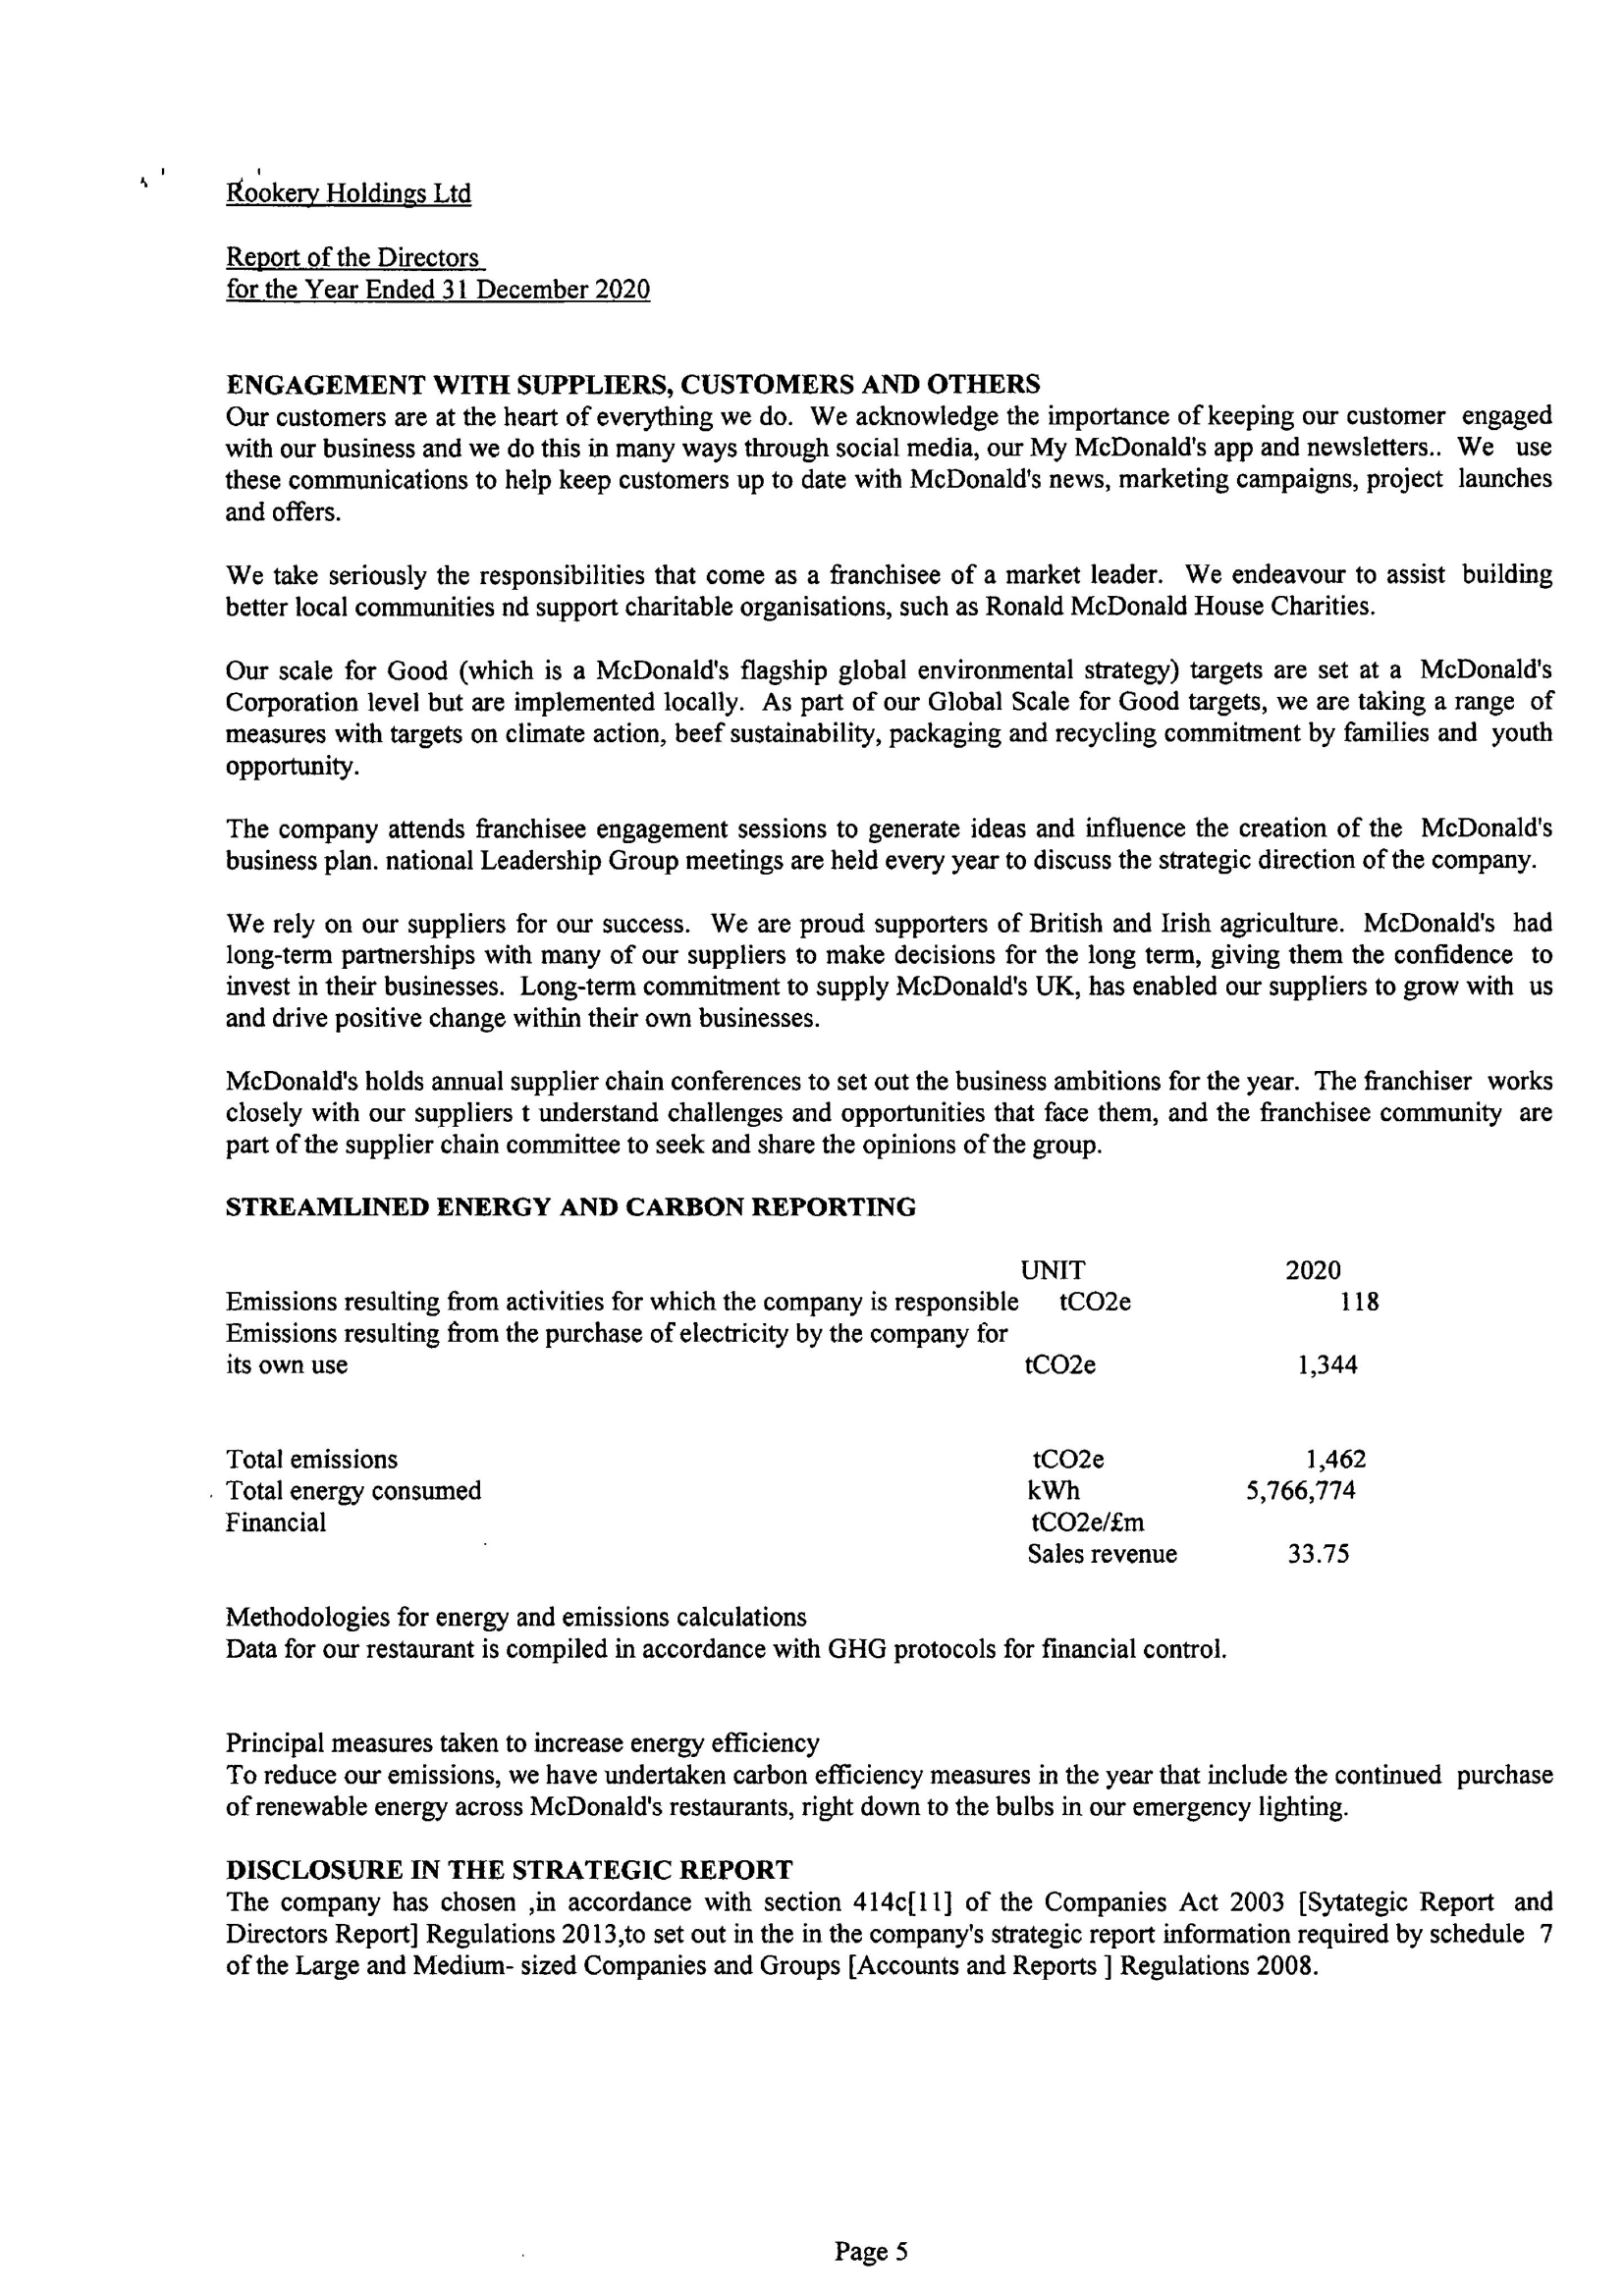 Rookery Holdings Ltd
Report of the Directors
for the Year Ended 31 December 2020
ENGAGEMENT WITH SUPPLIERS, CUSTOMERS AND OTHERS
Our customers are at the heart of everything we do. We acknowledge the importance of keeping our customer engaged
with our business and we do this in many ways through social media, our My McDonald's app and newsletters.. We use
these communications to help keep customers up to date with McDonald's news, marketing campaigns, project launches
and offers.
We take seriously the responsibilities that come as a franchisee of a market leader. We endeavour to assist building
better local communities nd support charitable organisations, such as Ronald McDonald House Charities.
Our scale for Good (which is a McDonald's flagship global environmental strategy) targets are set at a McDonald's
Corporation level but are implemented locally. As part of our Global Scale for Good targets, we are taking a range of
measures with targets on climate action, beef sustainability, packaging and recycling commitment by families and youth
opportunity.
The company attends franchisee engagement sessions to generate ideas and influence the creation of the McDonald's
business plan. national Leadership Group meetings are held every year to discuss the strategic direction of the company.
We rely on our suppliers for our success. We are proud supporters of British and Irish agriculture. McDonald's had
long-term partnerships with many of our suppliers to make decisions for the long term, giving them the confidence to
invest in their businesses. Long-term commitment to supply McDonald's UK, has enabled our suppliers to grow with us
and drive positive change within their own businesses.
McDonald's holds annual supplier chain conferences to set out the business ambitions for the year. The franchiser works
closely with our suppliers t understand challenges and opportunities that face them, and the franchisee community are
part of the supplier chain committee to seek and share the opinions of the group.
STREAMLINED ENERGY AND CARBON REPORTING
UNIT 2020
Emissions resulting from activities for which the company is responsible tCO2e 118
Emissions resulting from the purchase of electricity by the company for
its own use tCO2e 1,344
Total emissions tCO2e 1,462
Total energy consumed kWh 5,766,774
Financial tCO2e/£m
Sales revenue 33.75
Methodologies for energy and emissions calculations
Data for our restaurant is compiled in accordance with GHG protocols for financial control.
Principal measures taken to increase energy efficiency
To reduce our emissions, we have undertaken carbon efficiency measures in the year that include the continued purchase
of renewable energy across McDonald's restaurants, right down to the bulbs in our emergency lighting.
DISCLOSURE IN THE STRATEGIC REPORT
The company has chosen ,in accordance with section 414c[11] of the Companies Act 2003 [Sytategic Report and
Directors Report] Regulations 2013,to set out in the in the company's strategic report information required by schedule 7
of the Large and Medium- sized Companies and Groups [Accounts and Reports ] Regulations 2008.
Page 5